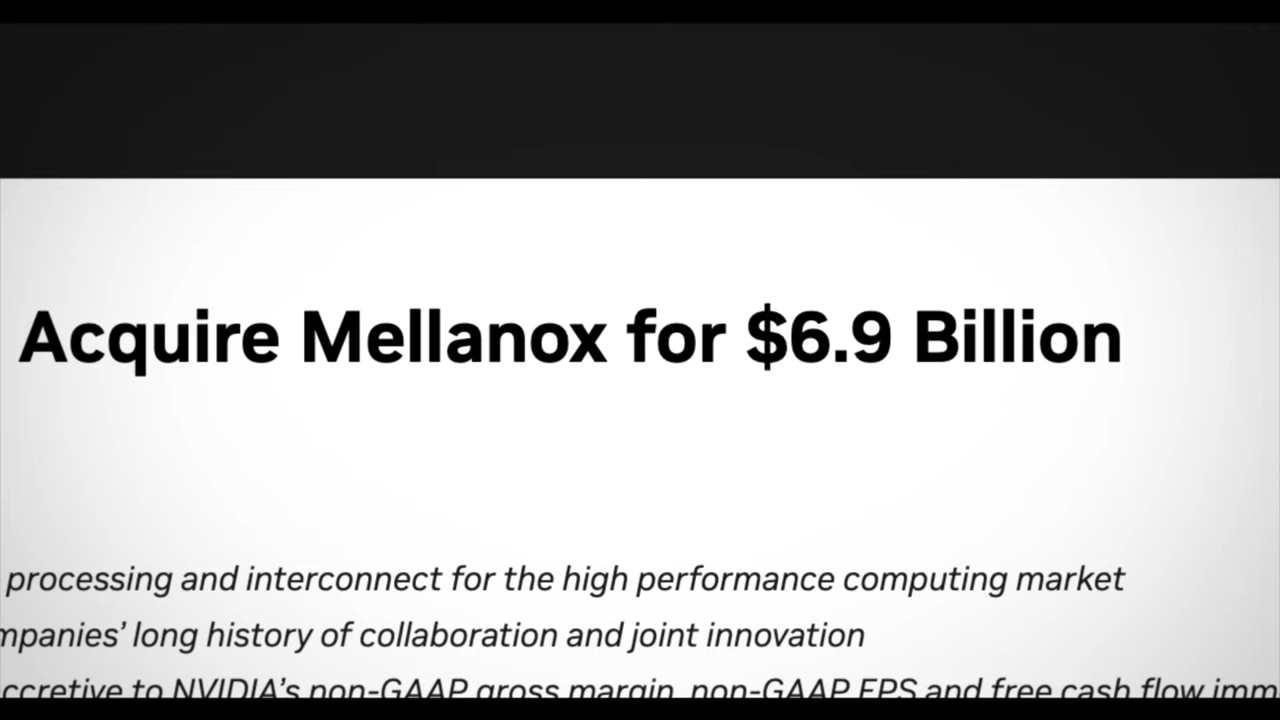 Acquire Mellanox for $6.9 Billion
processing and interconnect for the high performance computing market
mpanies’ long history of collaboration and joint innovation
ccretive to NVIDIA’s non-GAAP gross margin, non-GAAP EPS and free cash flow imm